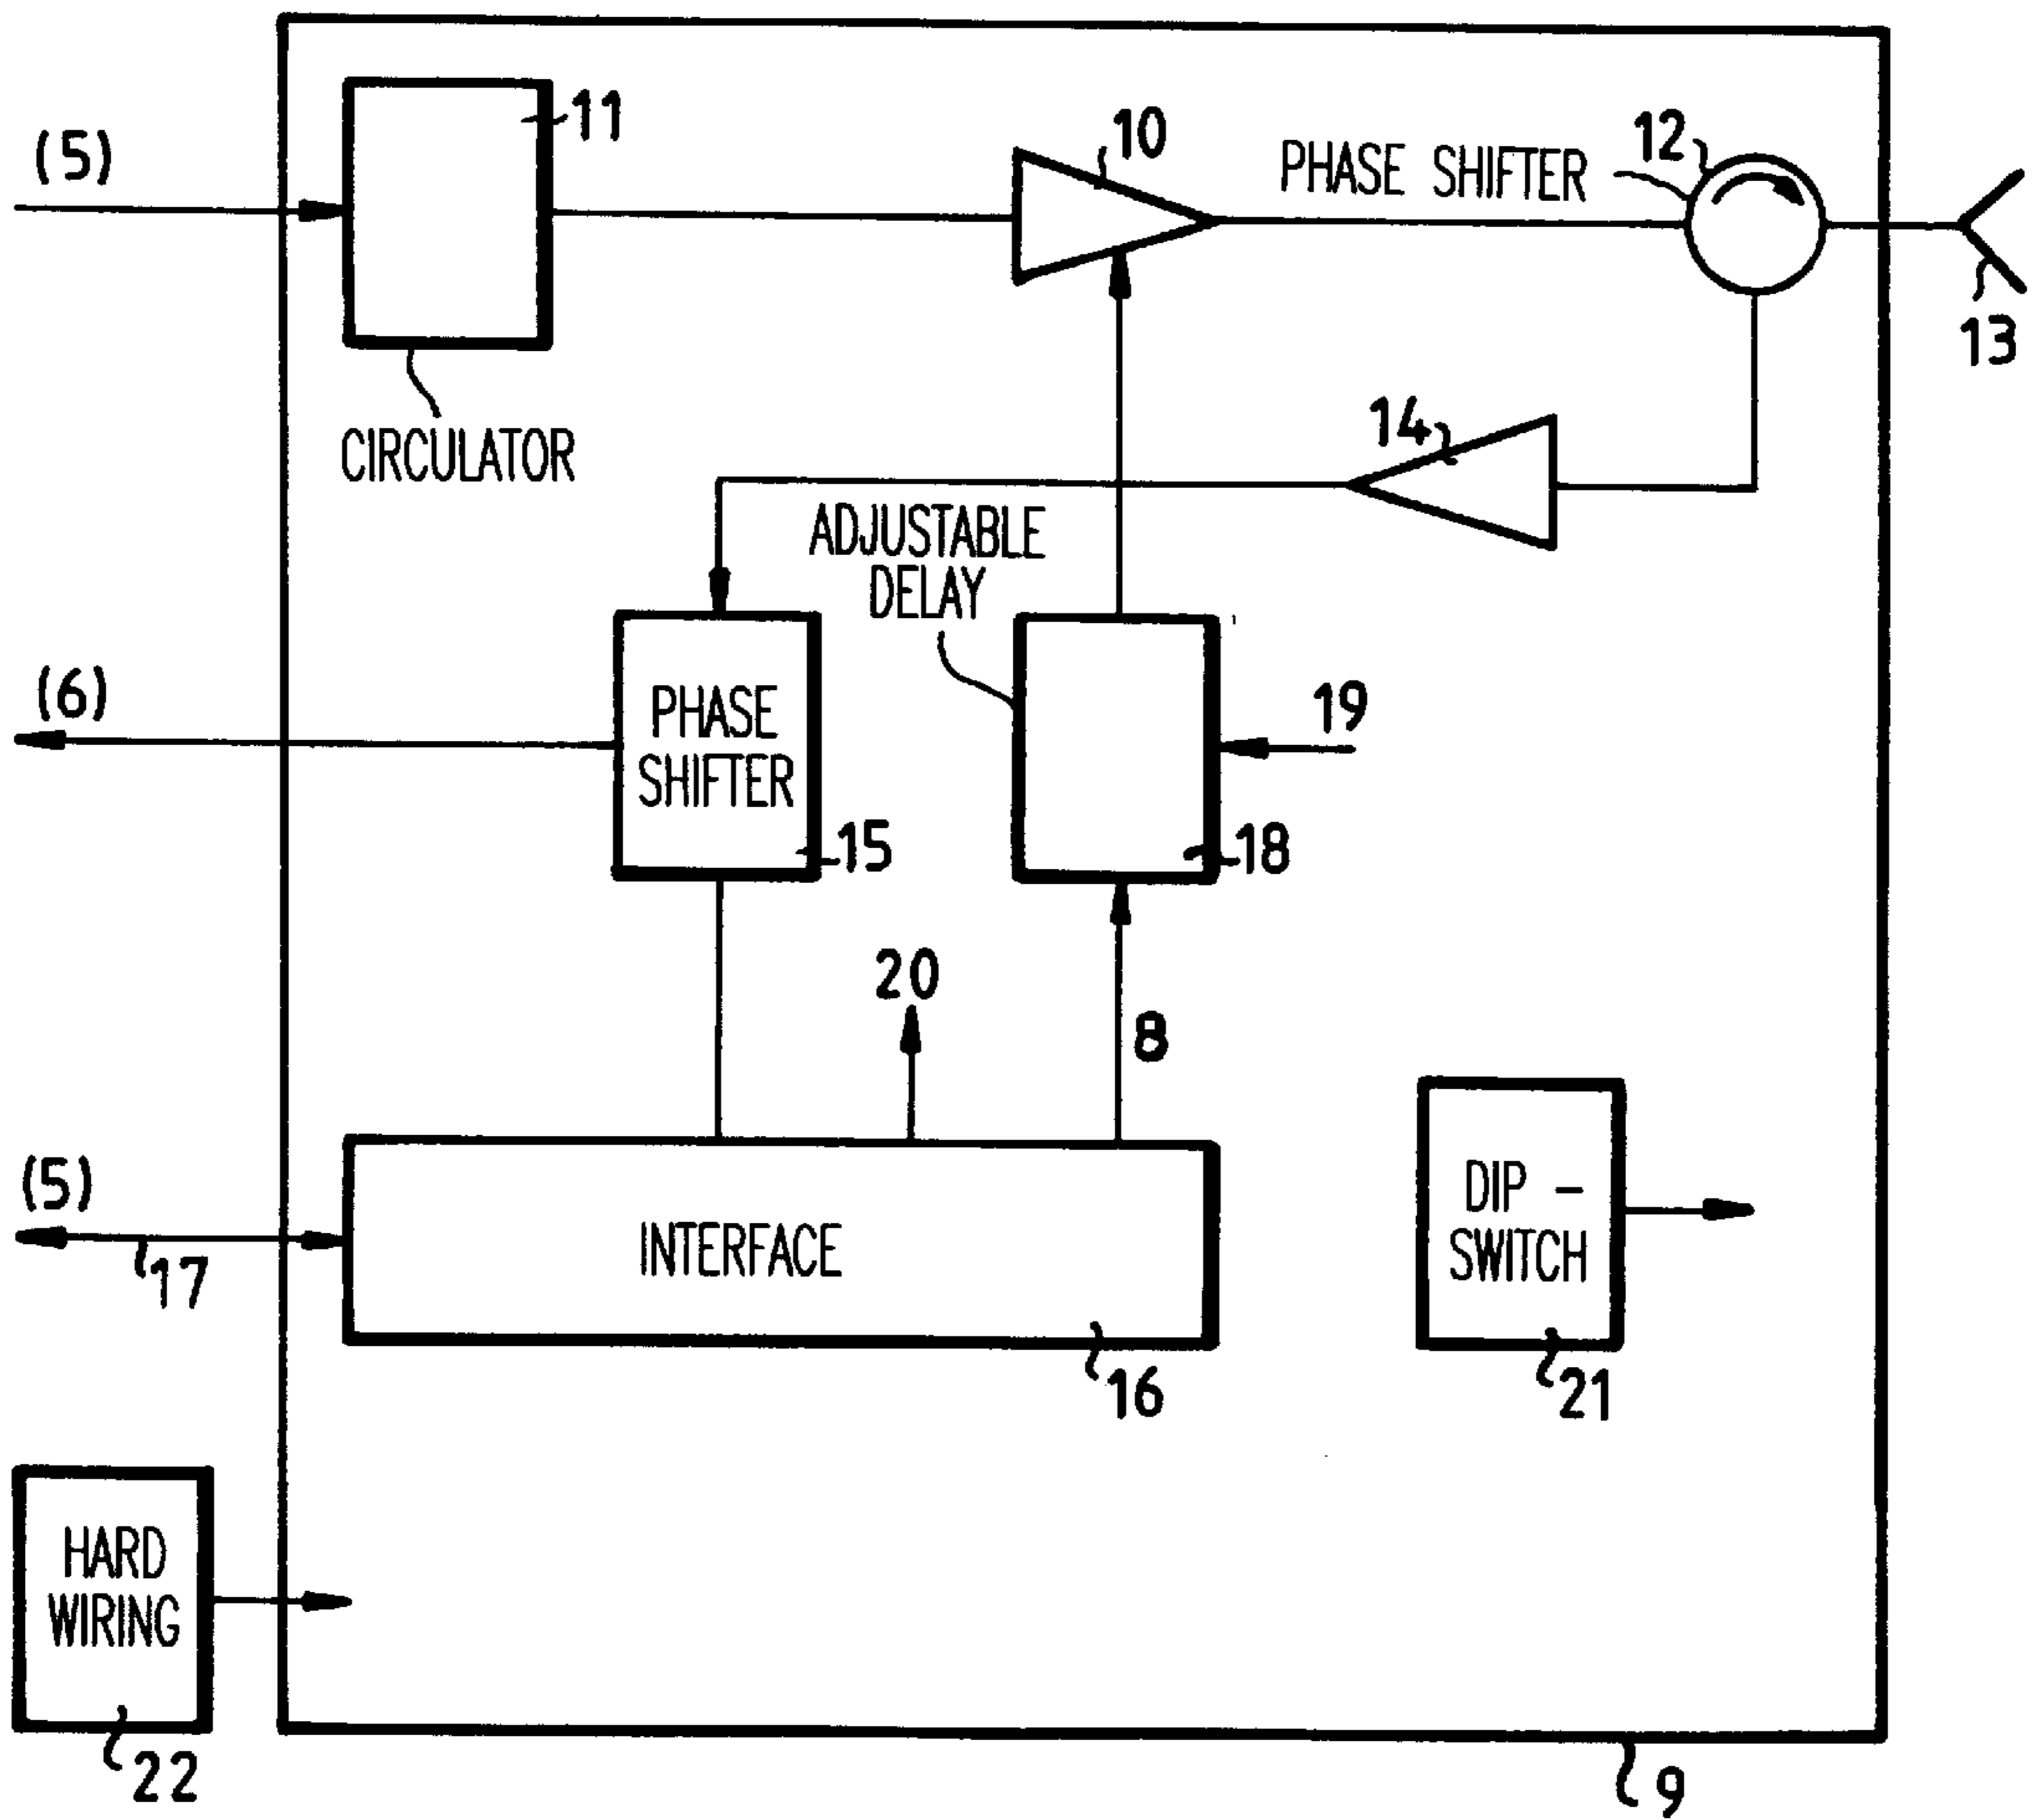 (5)
11
10
PHASE SHIFTER
12
13
CIRCULATOR
14
ADJUSTABLE
DELAY
(6)
PHASE
SHIFTER
19
15
18
20
8
(5)
17
INTERFACE
DIP -
SWITCH
16
21
HARD
WIRING
22
9